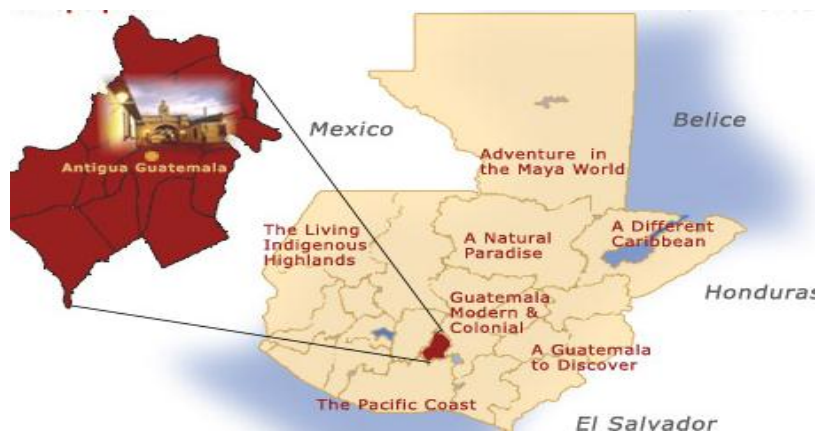 Mexico
Belice
Antigua Guatemala
Adventure in
the Maya World
The Living
Indigenous
Highlands
A Natural
Paradise
A Different
Caribbean
Honduras
Guatemala
Modern &
Colonial
A Guatemala
to Discover
The Pacific Coast
El Salvador